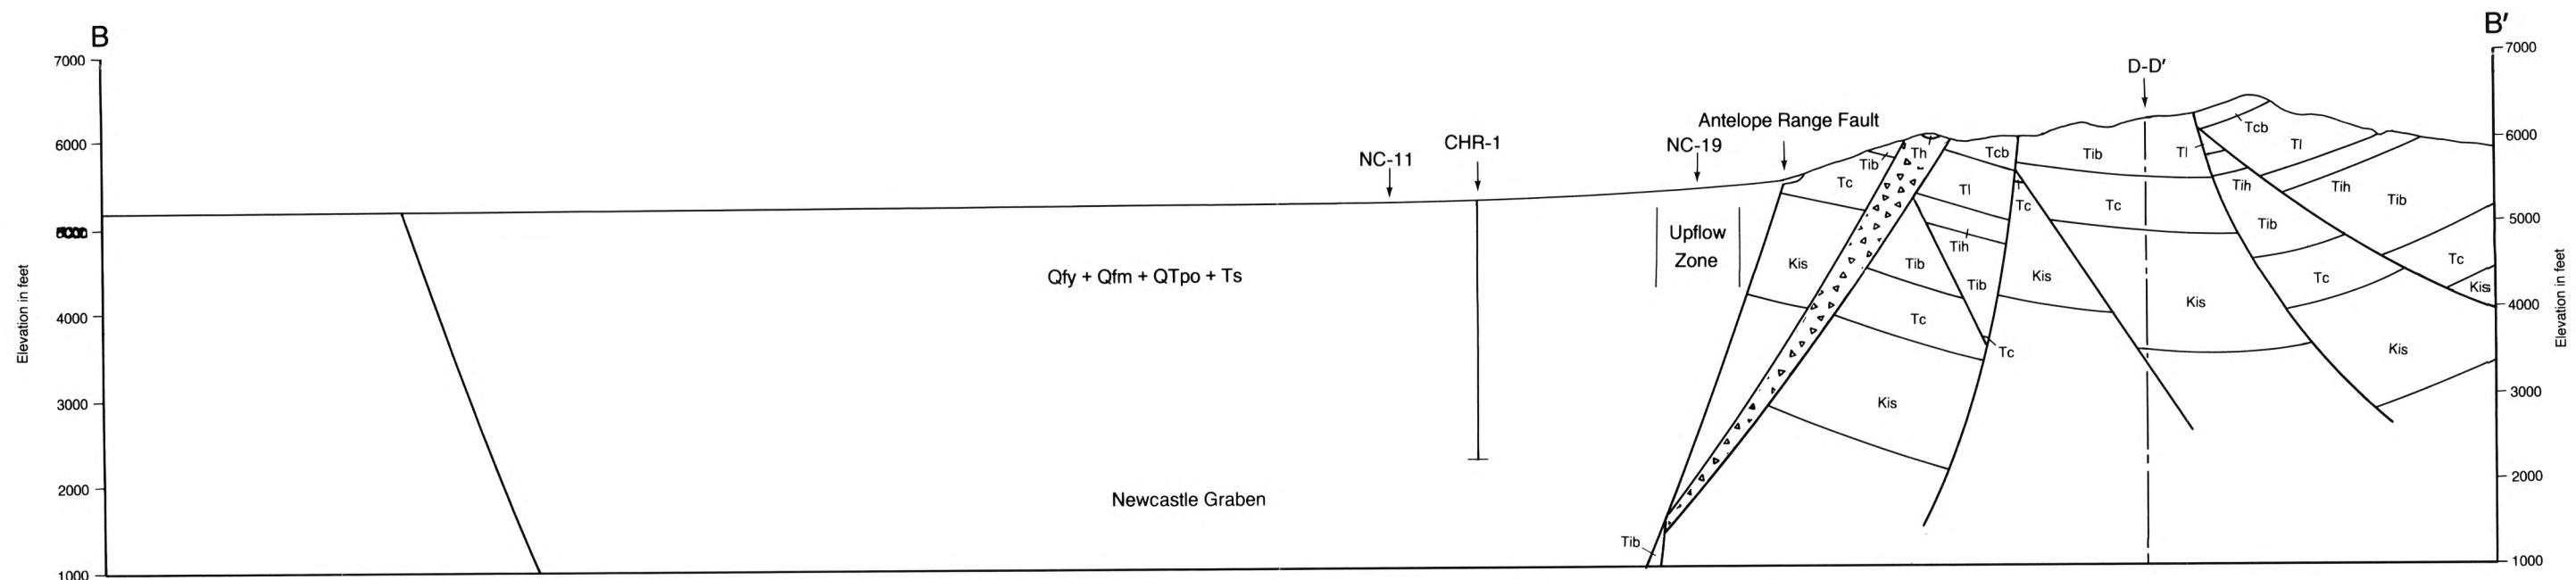 B
B′
7000
7000
D-D′
Antelope Range Fault
6000
NC-11
CHR-1
NC-19
6000
Tib
Th
Tcb
Tib
Tl
Tcb
Tl
Tc
Tl
Tc
Tc
Tih
Tih
Tib
5000
5000
Upflow
Zone
Tih
Tib
Qfy + Qfm + QTpo + Ts
Kis
Tib
Tib
Kis
Kis
Tc
Tc
Kis
Elevation in feet
Elevation in feet
4000
4000
Tc
Tc
Kis
3000
Kis
3000
2000
Newcastle Graben
2000
Tib
1000
1000